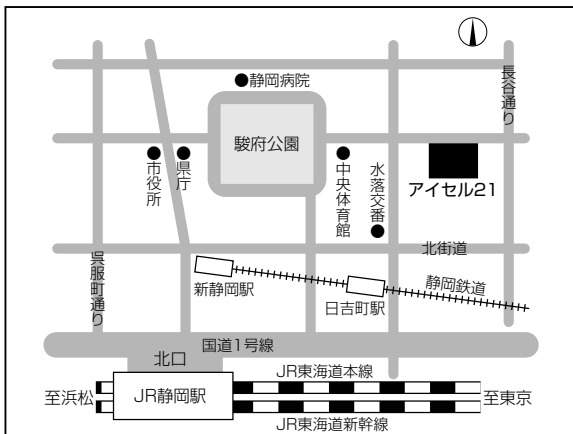 静岡病院
長谷通り
駿府公園
市役所
県庁
中央体育館
水落交番
アイセル21
北街道
呉服町通り
新静岡駅
日吉町駅
静岡鉄道
国道1号線
北口
JR東海道本線
至浜松
JR静岡駅
至東京
JR東海道新幹線